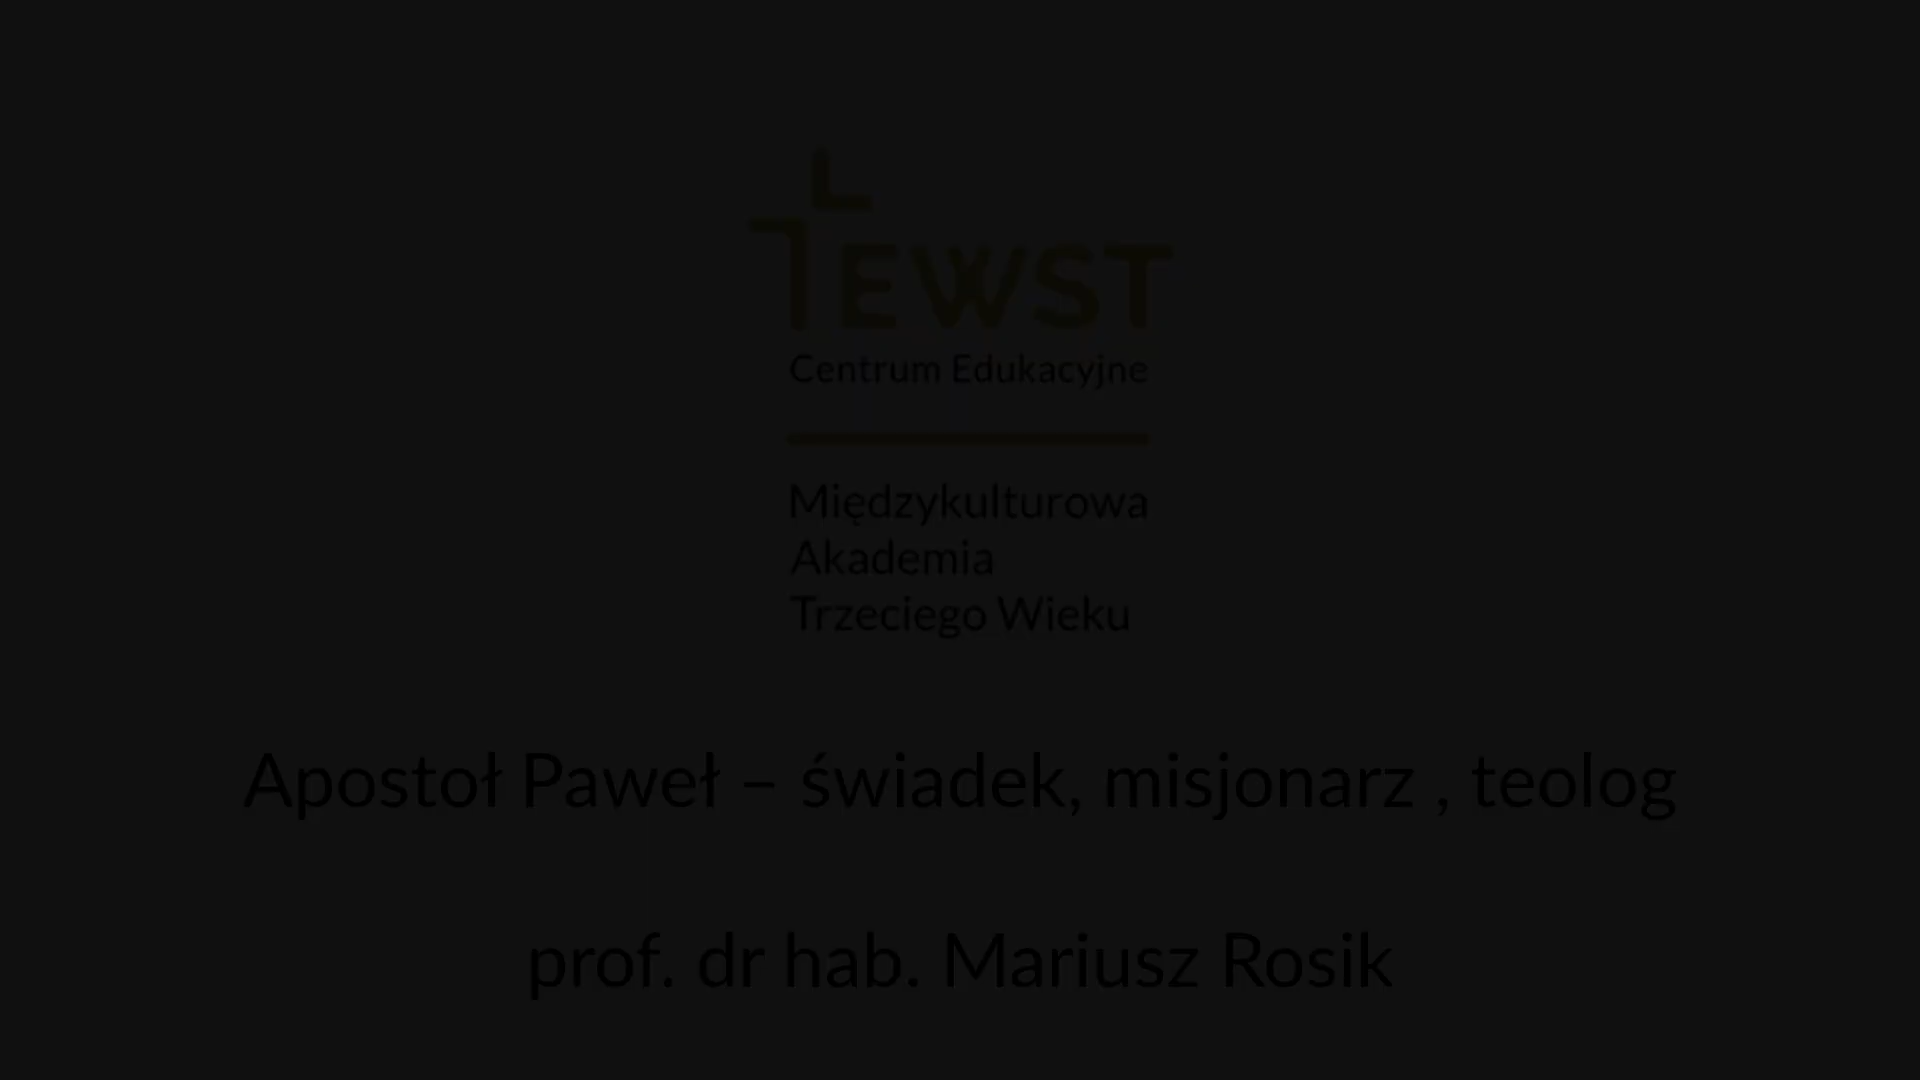 EWST
Centrum Edukacyjne
Międzykulturowa
Akademia
Trzeciego Wieku
Apostoł Paweł – świadek, misjonarz , teolog
prof. dr hab. Mariusz Rosik